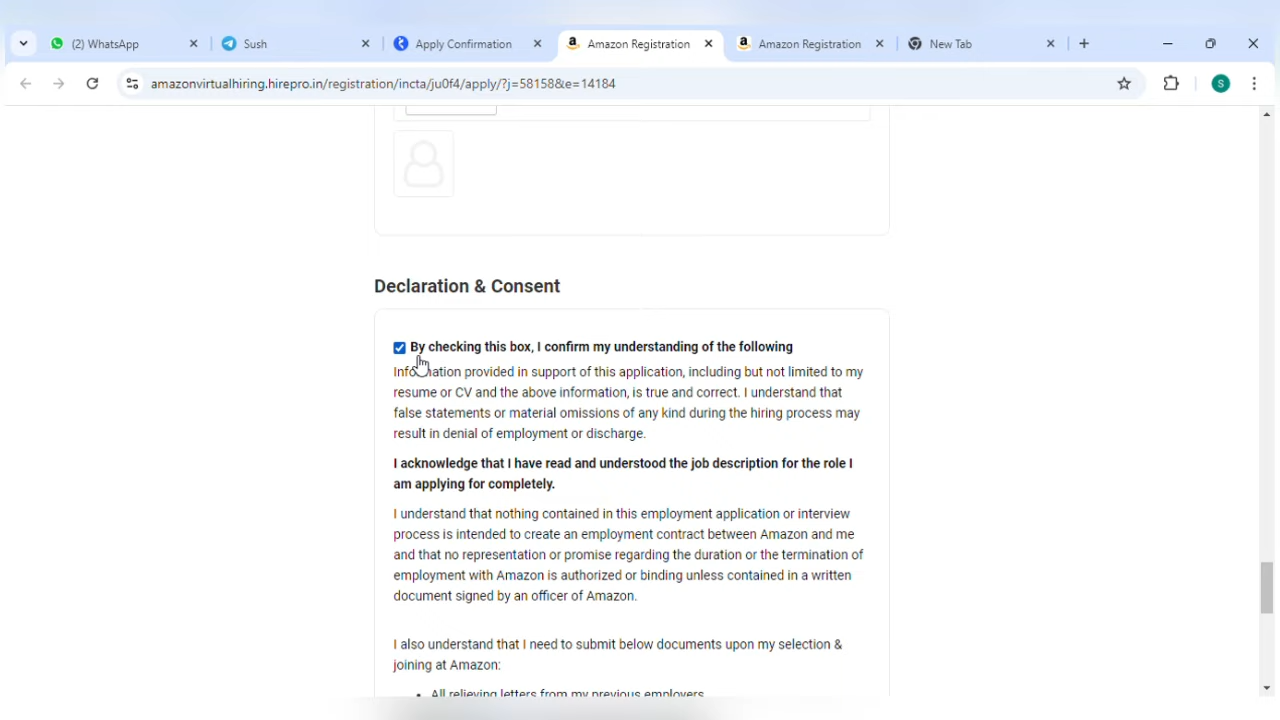 (2) WhatsApp
Sush
Apply Confirmation
Amazon Registration
Amazon Registration
New Tab
amazonvirtualhiring.hirepro.in/registration/incta/ju0f4/apply/?j=58158&e=14184
S
Declaration & Consent
By checking this box, I confirm my understanding of the following
Information provided in support of this application, including but not limited to my
resume or CV and the above information, is true and correct. I understand that
false statements or material omissions of any kind during the hiring process may
result in denial of employment or discharge.
I acknowledge that I have read and understood the job description for the role I
am applying for completely.
I understand that nothing contained in this employment application or interview
process is intended to create an employment contract between Amazon and me
and that no representation or promise regarding the duration or the termination of
employment with Amazon is authorized or binding unless contained in a written
document signed by an officer of Amazon.
I also understand that I need to submit below documents upon my selection &
joining at Amazon:
• All relieving letters from my previous employers